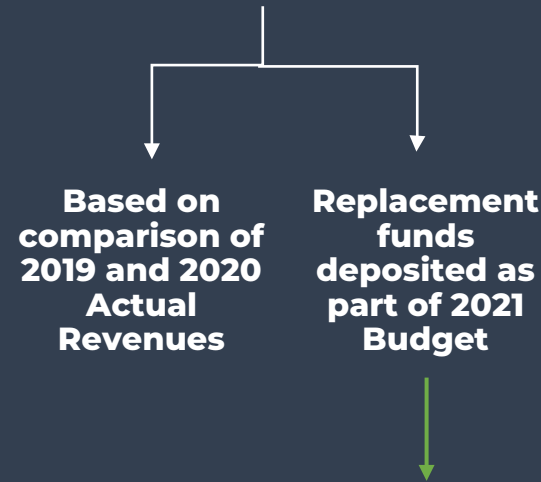 Based on
comparison of
2019 and 2020
Actual
Revenues
Replacement
funds
deposited as
part of 2021
Budget